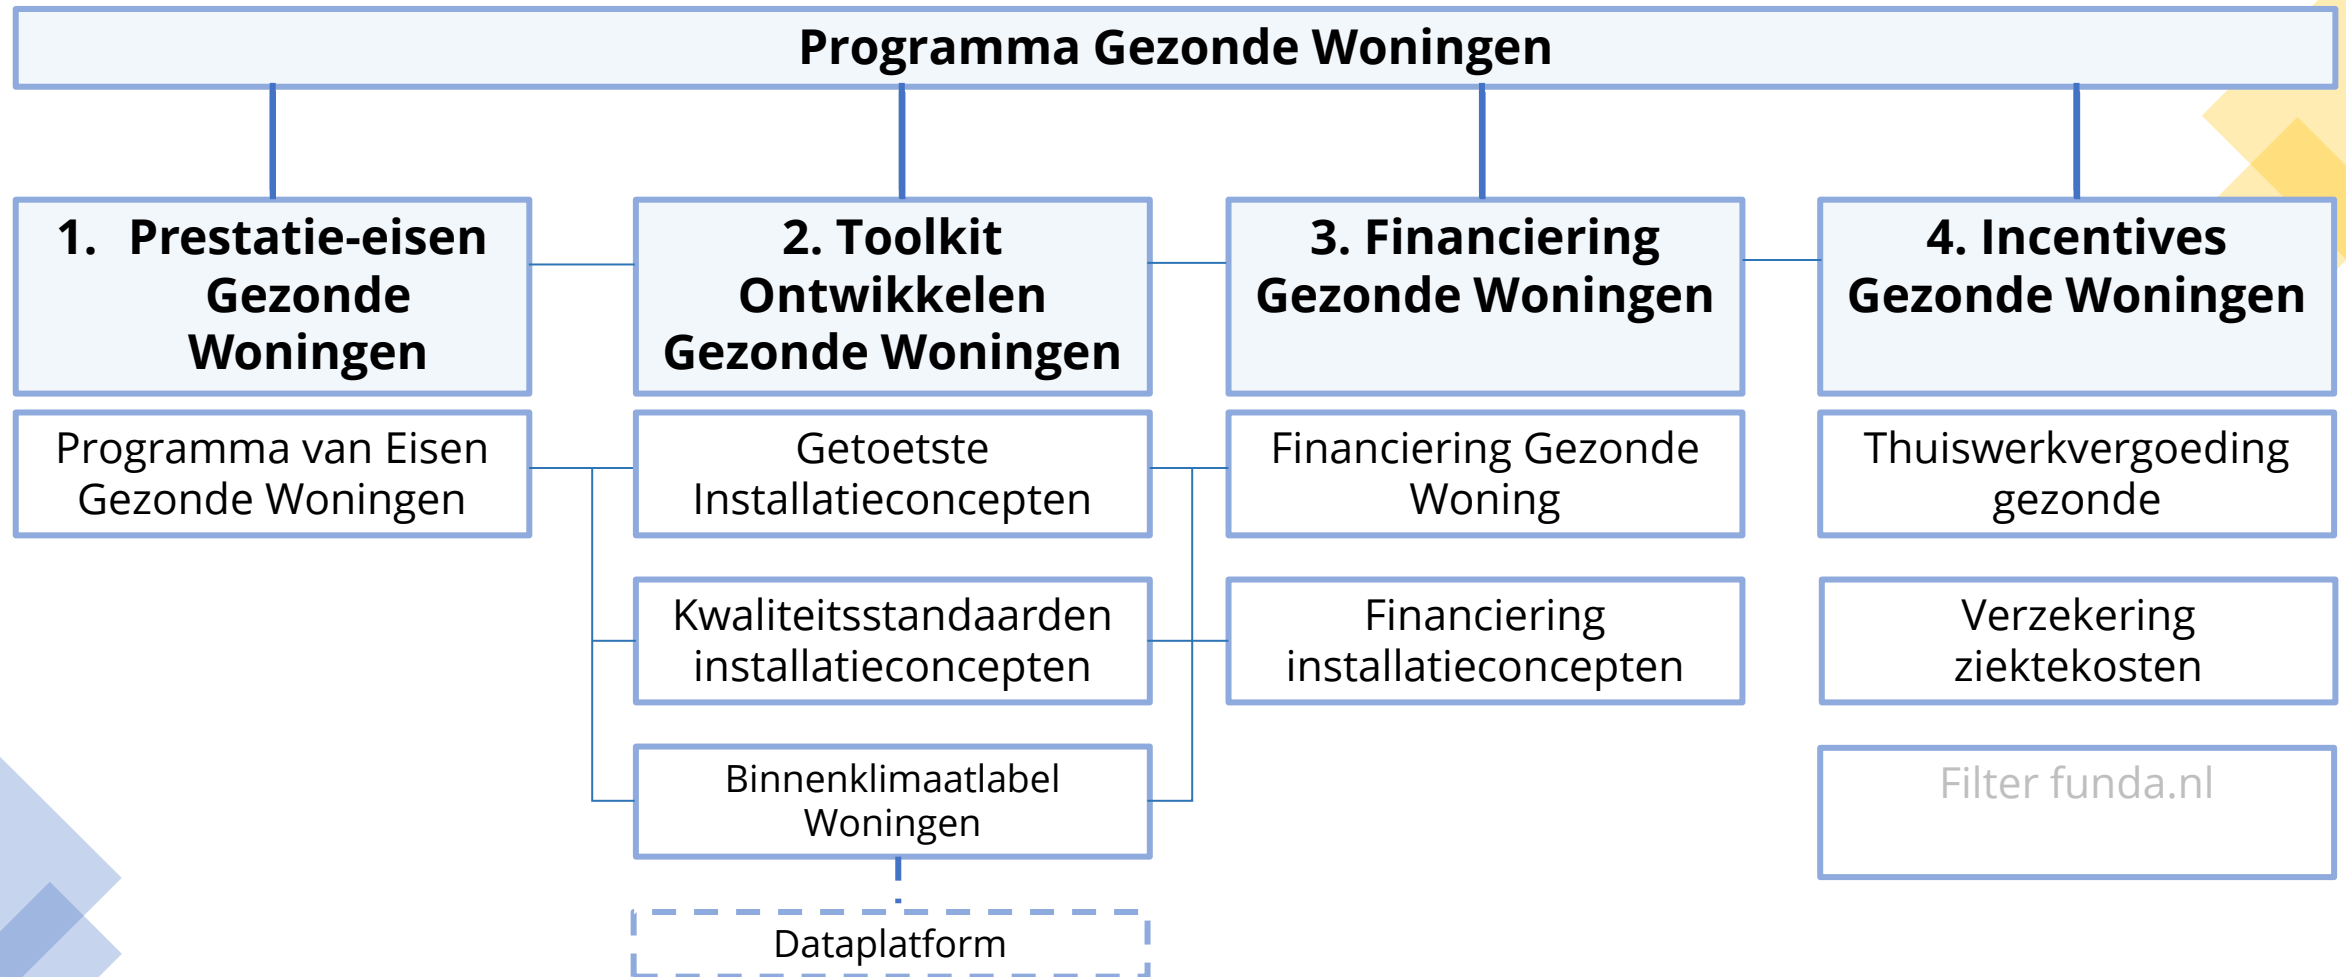 Programma Gezonde Woningen
1. Prestatie-eisen
Gezonde
Woningen
2. Toolkit
Ontwikkelen
Gezonde Woningen
3. Financiering
Gezonde Woningen
4. Incentives
Gezonde Woningen
Programma van Eisen
Gezonde Woningen
Getoetste
Installatieconcepten
Financiering Gezonde
Woning
Thuiswerkvergoeding
gezonde
Kwaliteitsstandaarden
installatieconcepten
Financiering
installatieconcepten
Verzekering
ziektekosten
Binnenklimaatlabel
Woningen
Filter funda.nl
Dataplatform